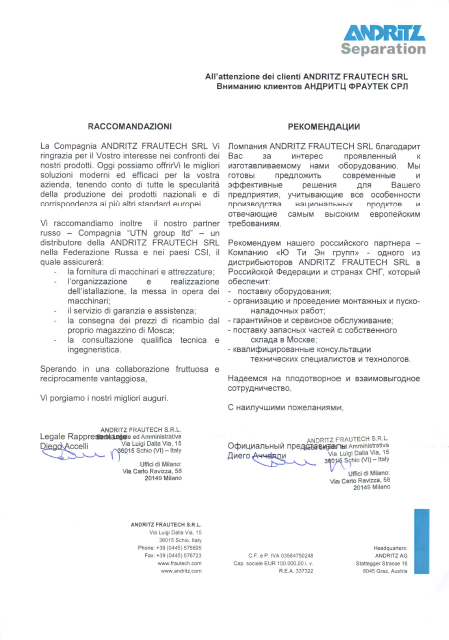 ANDRITZ
Separation
All'attenzione dei clienti ANDRITZ FRAUTECH SRL
Вниманию клиентов АНДРИТЦ ФРАУТЕК СРЛ
RACCOMANDAZIONI
La Compagnia ANDRITZ FRAUTECH SRL Vi
ringrazia per il Vostro interesse nei confronti dei
nostri prodotti. Oggi possiamo offrirVi le migliori
soluzioni moderni ed efficaci per la vostra
azienda, tenendo conto di tutte le specularità
della produzione dei prodotti nazionali e di
corrispondenza ai più altri standard europei.
Vi raccomandiamo inoltre il nostro partner
russo – Compagnia "UTN group ltd" – un
distributore della ANDRITZ FRAUTECH SRL
nella Federazione Russa e nei paesi CSI, il
quale assicurerà:
- la fornitura di macchinari e attrezzature;
- l'organizzazione e realizzazione
dell'istallazione, la messa in opera dei
macchinari;
- il servizio di garanzia e assistenza;
- la consegna dei prezzi di ricambio dal
proprio magazzino di Mosca;
- la consultazione qualifica tecnica e
ingegneristica.
Sperando in una collaborazione fruttuosa e
reciprocamente vantaggiosa,
Vi porgiamo i nostri migliori auguri.
ANDRITZ FRAUTECH S.R.L.
Legale Rappresentante
Sede Legale ed Amministrativa
Via Luigi Dalla Via, 15
Diego Accelli
36015 Schio (VI) – Italy
Uffici di Milano:
Via Carlo Ravizza, 58
20149 Milano
РЕКОМЕНДАЦИИ
Ломпания ANDRITZ FRAUTECH SRL благодарит
Вас за интерес проявленный к
изготавливаемому нами оборудованию. Мы
готовы предложить современные и
эффективные решения для Вашего
предприятия, учитывающие все особенности
производства национальных продуктов и
отвечающие самым высоким европейским
требованиям.
Рекомендуем нашего российского партнера –
Компанию «Ю Ти Эн групп» - одного из
дистрибьюторов ANDRITZ FRAUTECH SRL в
Российской Федерации и странах СНГ, который
обеспечит:
- поставку оборудования;
- организацию и проведение монтажных и пуско-
наладочных работ;
- гарантийное и сервисное обслуживание;
- поставку запасных частей с собственного
склада в Москве;
- квалифицированные консультации
технических специалистов и технологов.
Надеемся на плодотворное и взаимовыгодное
сотрудничество,
С наилучшими пожеланиями,
ANDRITZ FRAUTECH S.R.L.
Официальный представитель
Sede Legale ed Amministrativa
Via Luigi Dalla Via, 15
Диего Аччелли
36015 Schio (VI) – Italy
Uffici di Milano:
Via Carlo Ravizza, 58
20149 Milano
ANDRITZ FRAUTECH S.R.L.
Via Luigi Dalla Via, 15
36015 Schio, Italy
Phone: +39 (0445) 575695
Fax: +39 (0445) 576723
www.frautech.com
www.andritz.com
C.F. e P. IVA 03584750248
Cap. sociale EUR 100.000,00 i. v.
R.E.A. 337322
Headquarters:
ANDRITZ AG
Stattegger Strasse 18
8045 Graz, Austria